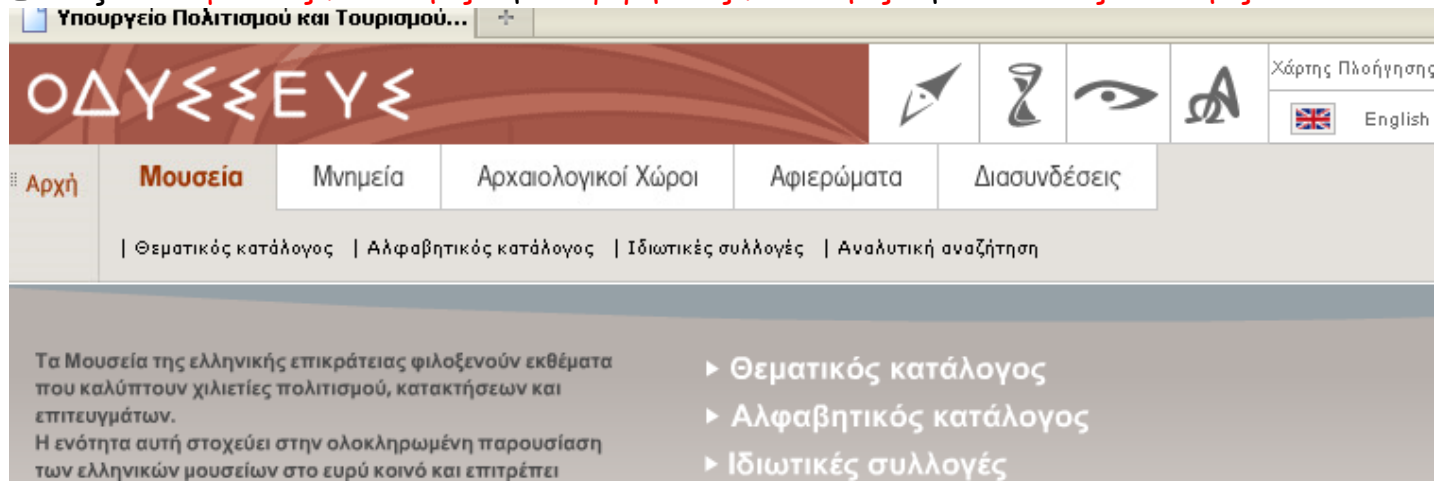 Υπουργείο Πολιτισμού και Τουρισμού...
ΟΔΥΣΣΕΥΣ
Χάρτης Πλοήγησης
English
Αρχή Μουσεία Μνημεία Αρχαιολογικοί Χώροι Αφιερώματα Διασυνδέσεις
| Θεματικός κατάλογος | Αλφαβητικός κατάλογος | Ιδιωτικές συλλογές | Αναλυτική αναζήτηση
Τα Μουσεία της ελληνικής επικράτειας φιλοξενούν εκθέματα
που καλύπτουν χιλιετίες πολιτισμού, κατακτήσεων και
επιτευγμάτων.
Η ενότητα αυτή στοχεύει στην ολοκληρωμένη παρουσίαση
των ελληνικών μουσείων στο ευρύ κοινό και επιτρέπει
Θεματικός κατάλογος
Αλφαβητικός κατάλογος
Ιδιωτικές συλλογές